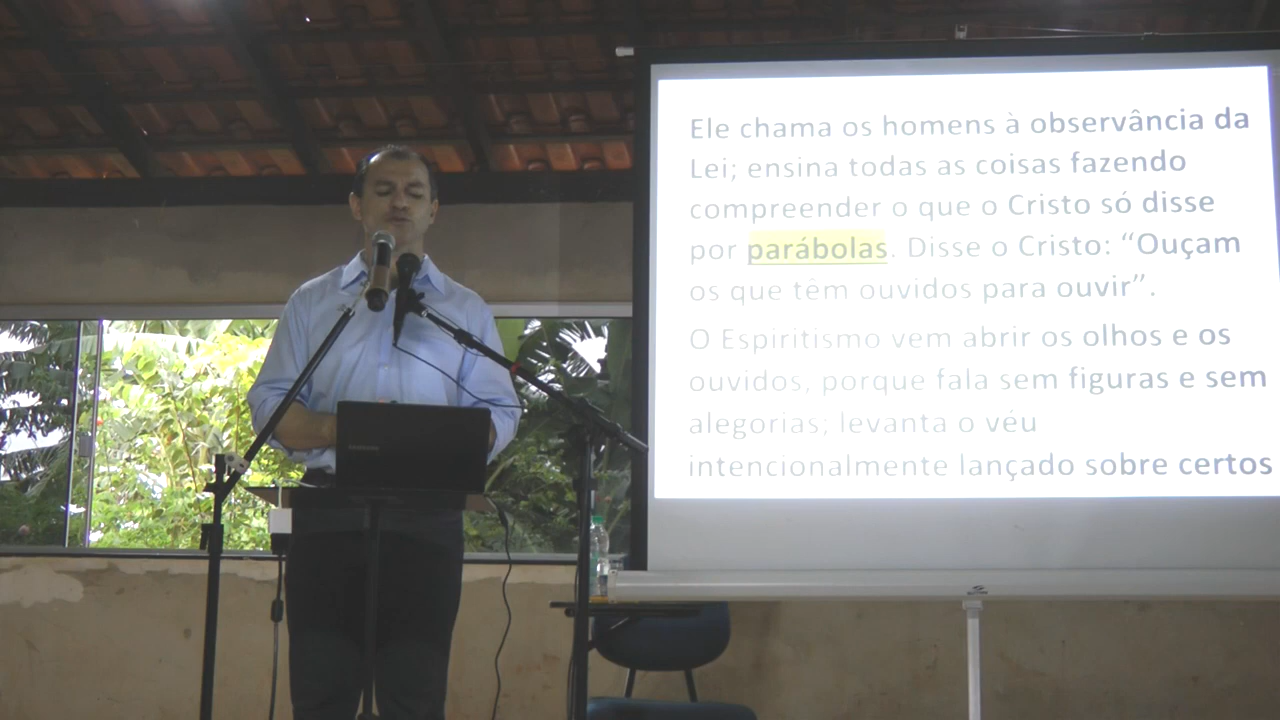 Ele chama os homens à observância da
Lei; ensina todas as coisas fazendo
compreender o que o Cristo só disse
por parábolas. Disse o Cristo: “Ouçam
os que têm ouvidos para ouvir”.
O Espiritismo vem abrir os olhos e os
ouvidos, porque fala sem figuras e sem
alegorias; levanta o véu
intencionalmente lançado sobre certos